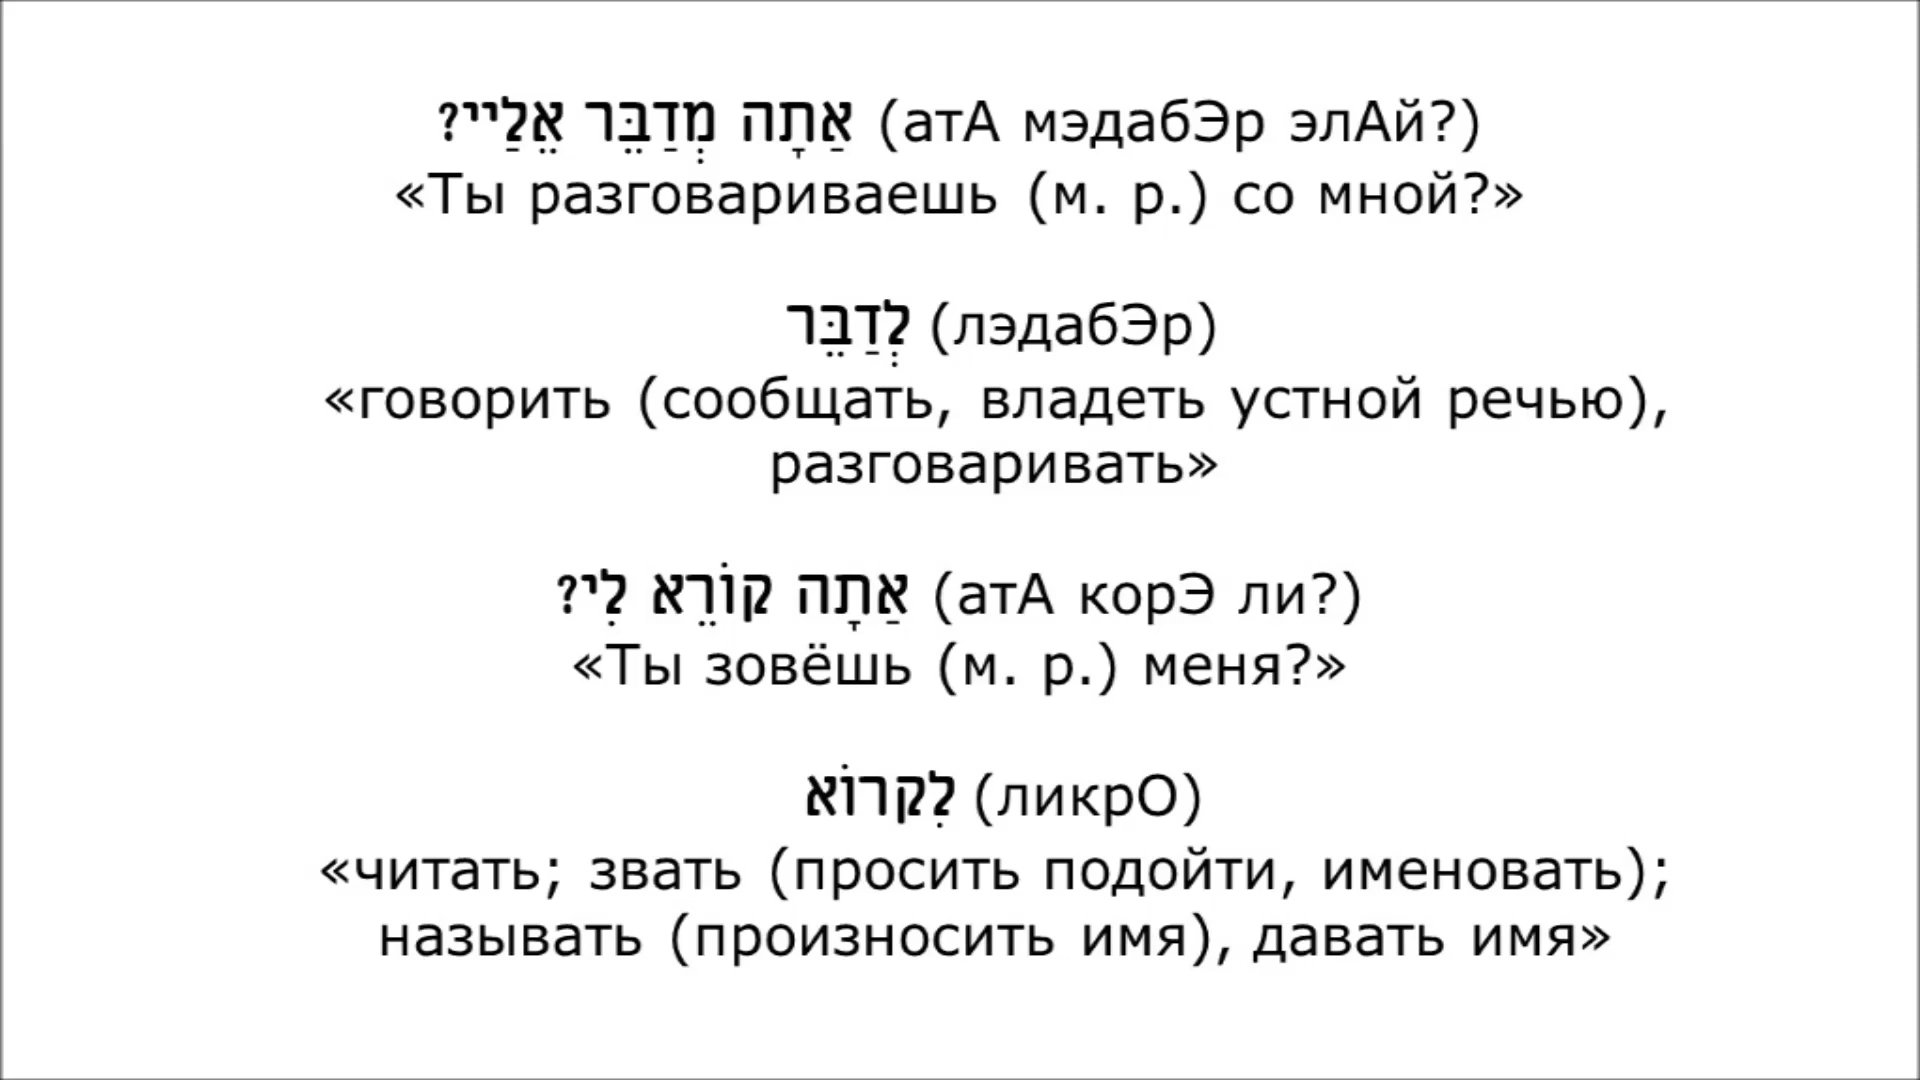 אַתָה מְדַבֵּר אֵלַיי? (атА мэдабЭр элАй?)
«Ты разговариваешь (м. р.) со мной?»
לְדַבֵּר (лэдабЭр)
«говорить (сообщать, владеть устной речью),
разговаривать»
אַתָה קוֹרֵא לִי? (атА корЭ ли?)
«Ты зовёшь (м. р.) меня?»
לִקרוֹא (ликрО)
«читать; звать (просить подойти, именовать);
называть (произносить имя), давать имя»